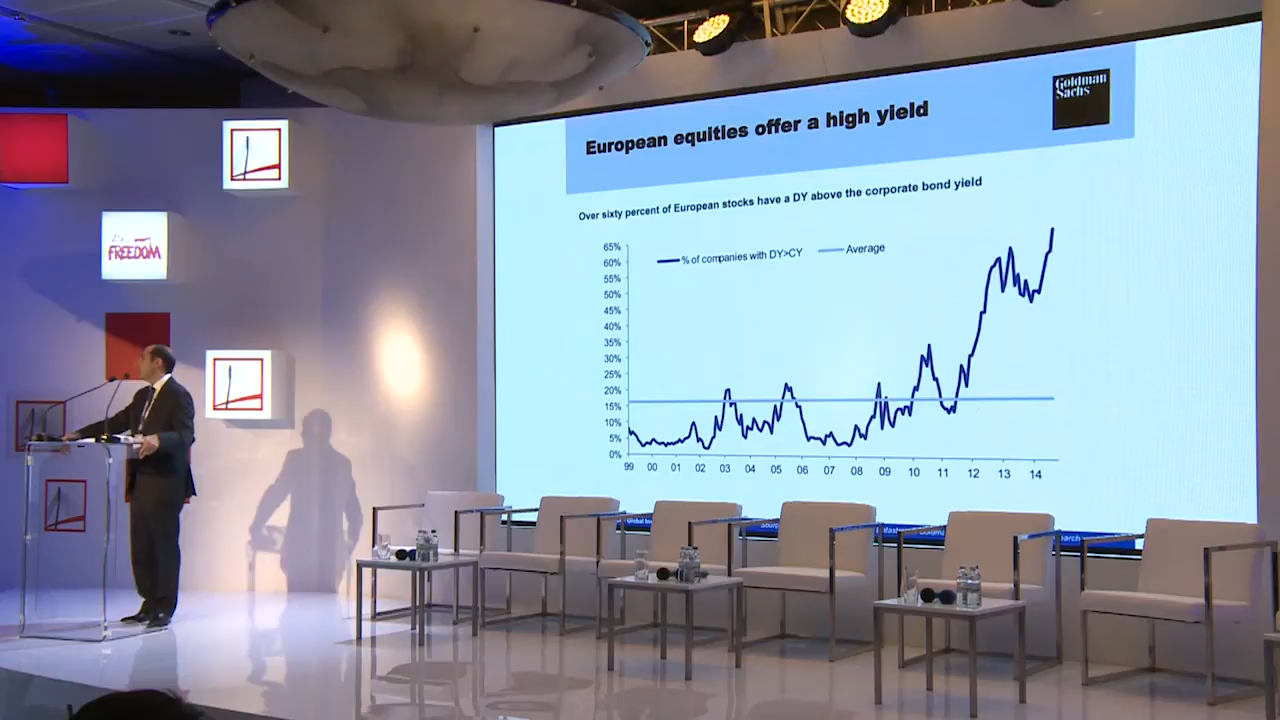 Goldman
Sachs
European equities offer a high yield
Over sixty percent of European stocks have a DY above the corporate bond yield
% of companies with DY>CY
Average
65%
60%
55%
50%
45%
40%
35%
30%
25%
20%
15%
10%
5%
0%
99 00 01 02 03 04 05 06 07 08 09 10 11 12 13 14
FREEDOM